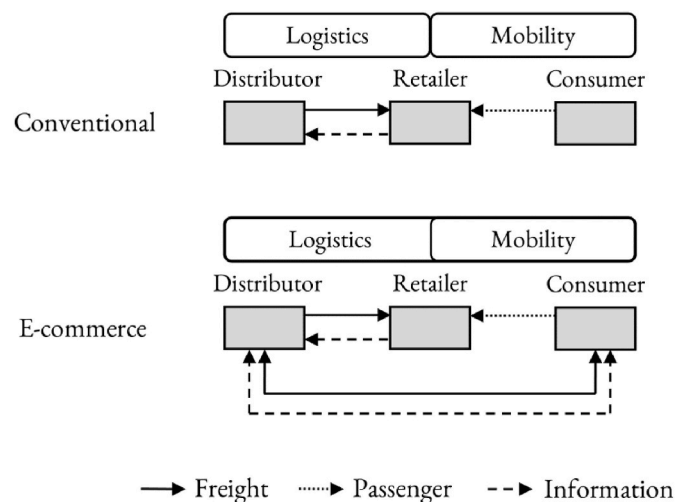 Logistics Mobility
Distributor Retailer Consumer
Conventional
Logistics Mobility
Distributor Retailer Consumer
E-commerce
Freight Passenger Information